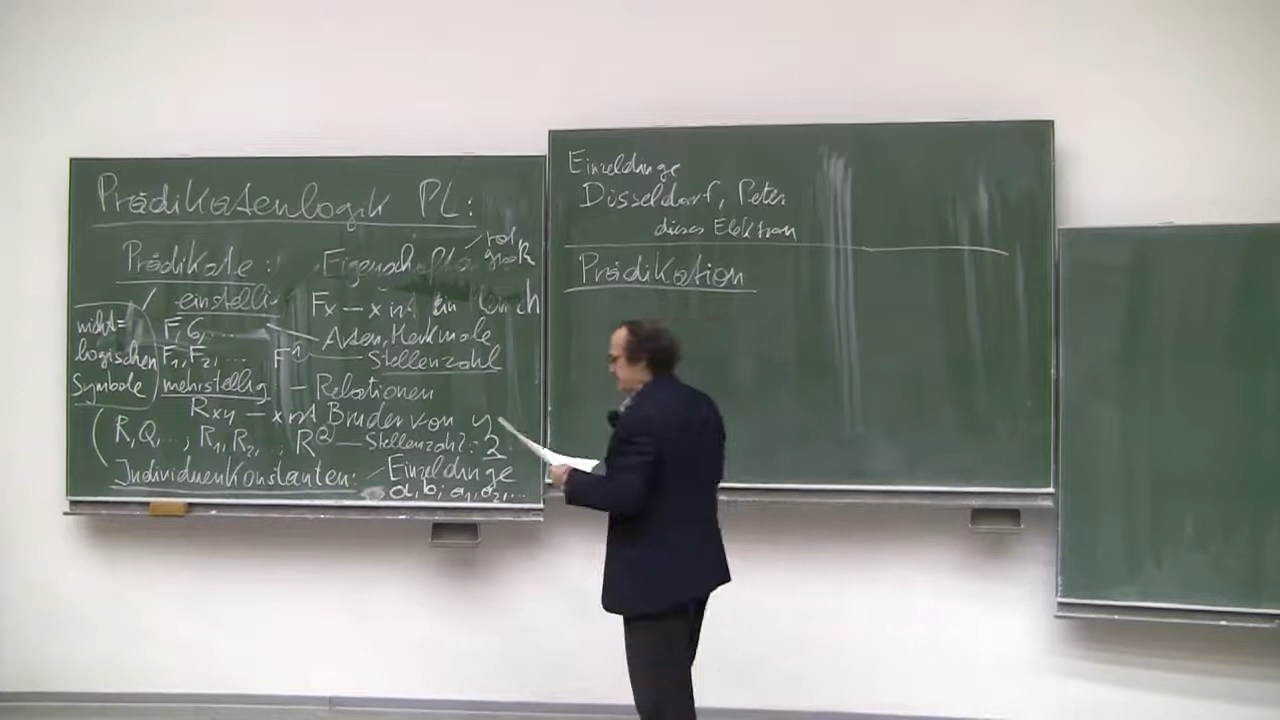 Prädikatenlogik PL:
Prädikate: Eigenschaften
rot
groß
einstellig Fx – x ist ein
F, G, ... Arten, Merkmale
nicht=
logischen
Symbole
F₁, F₂, ... F¹ — Stellenzahl
mehrstellig – Relationen
Rxy – x ist Bruder von y
(R, Q, ..., R₁, R₂, ..., R② — Stellenzahl: 2
Individuenkonstanten: Einzeldinge
a, b; a₁, a₂, ...
Einzeldinge
Düsseldorf, Peter
dieses Elektron
Prädikation